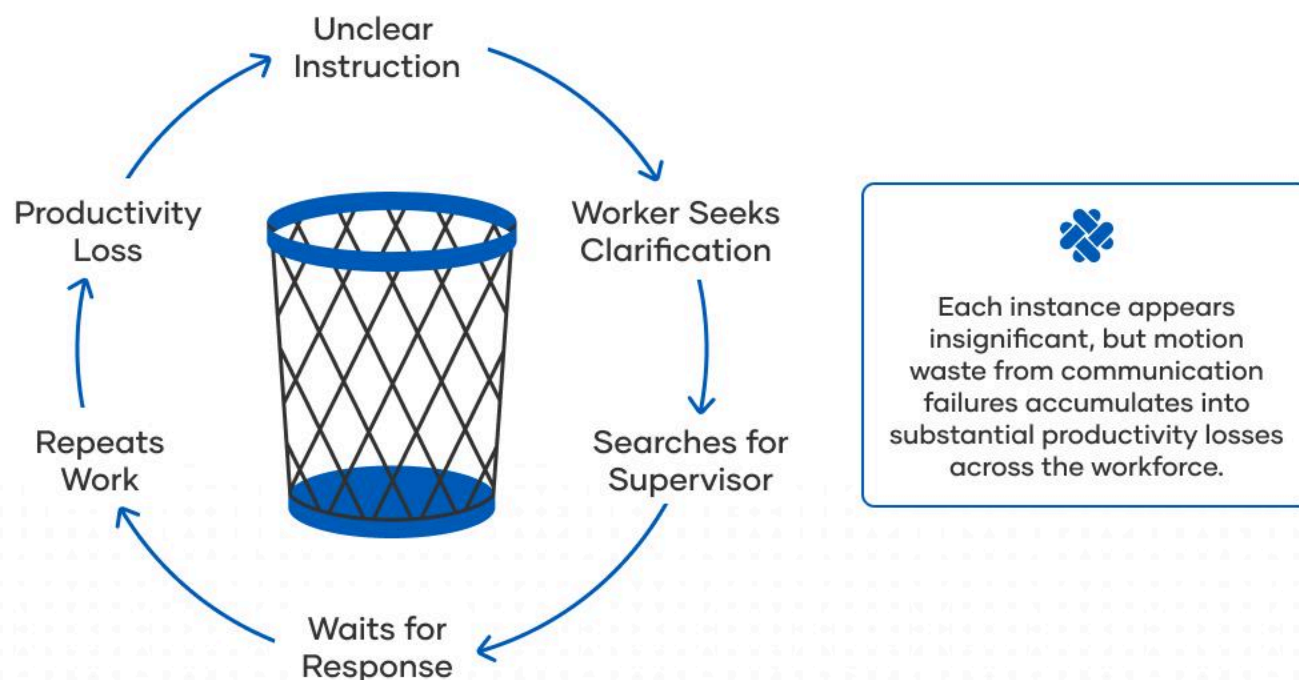 Unclear
Instruction
Worker Seeks
Clarification
Searches for
Supervisor
Waits for
Response
Repeats
Work
Productivity
Loss
Each instance appears
insignificant, but motion
waste from communication
failures accumulates into
substantial productivity losses
across the workforce.